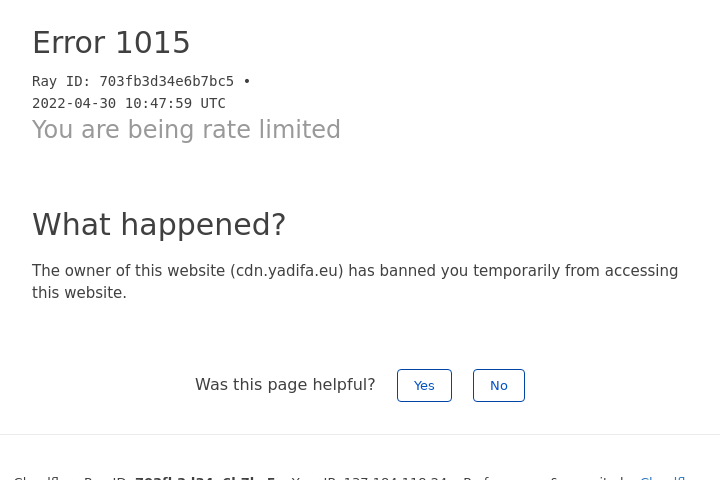 Error 1015
Ray ID: 703fb3d34e6b7bc5 •
2022-04-30 10:47:59 UTC
You are being rate limited
What happened?
The owner of this website (cdn.yadifa.eu) has banned you temporarily from accessing
this website.
Was this page helpful?
Yes
No